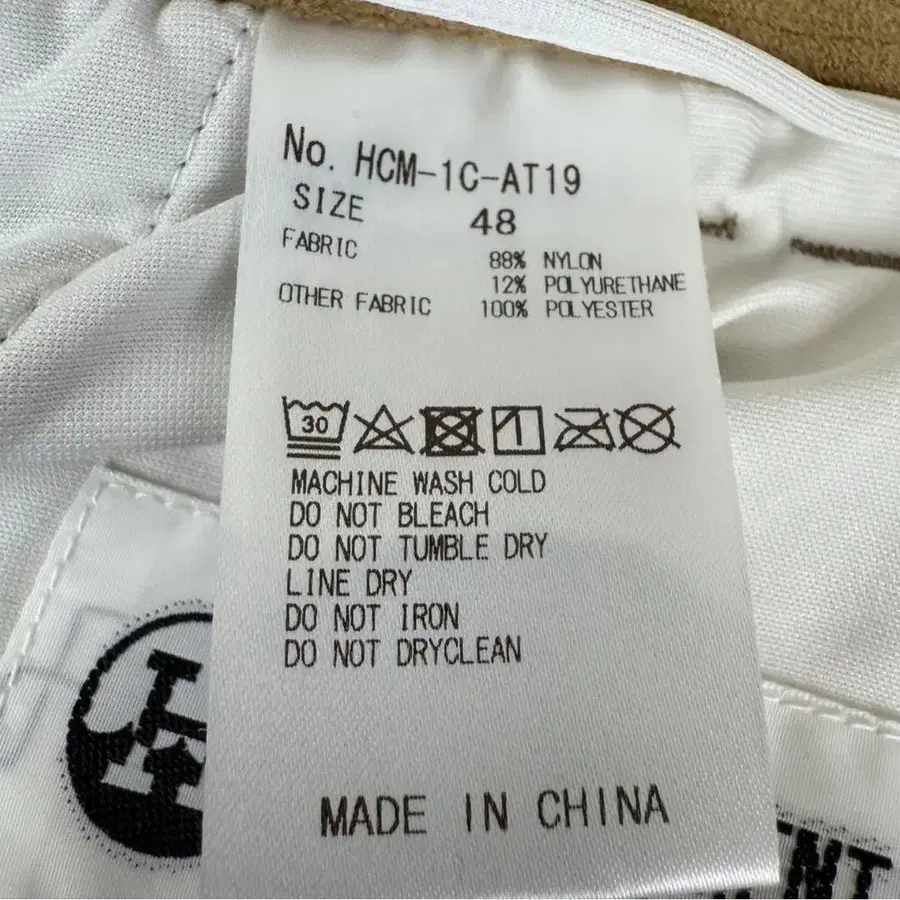 No. HCM-1C-AT19
SIZE 48
FABRIC 88% NYLON
12% POLYURETHANE
OTHER FABRIC 100% POLYESTER
30
MACHINE WASH COLD
DO NOT BLEACH
DO NOT TUMBLE DRY
LINE DRY
DO NOT IRON
DO NOT DRYCLEAN
MADE IN CHINA